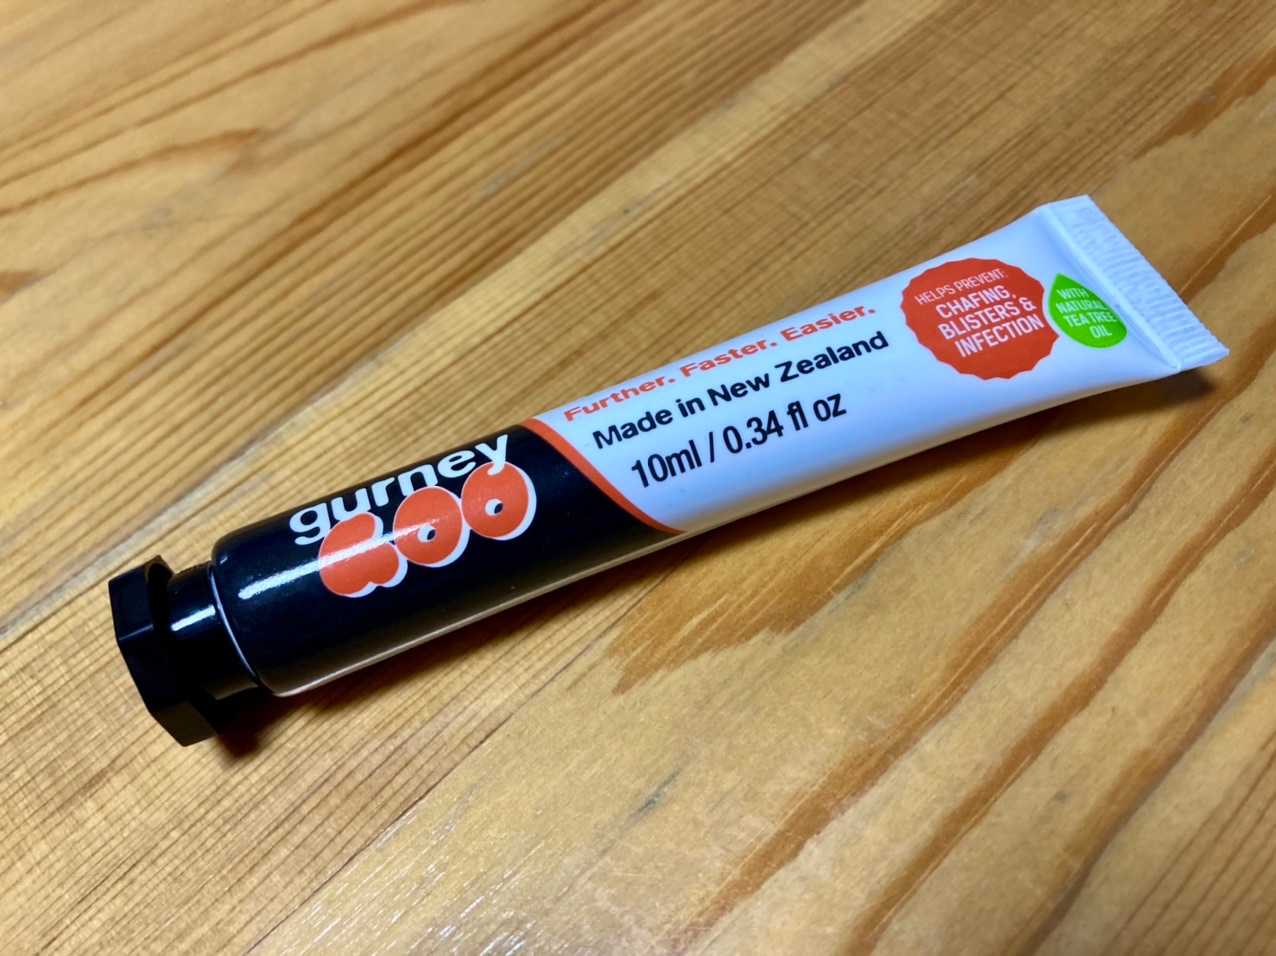 gurney
GOO
Further. Faster. Easier.
Made in New Zealand
10ml / 0.34 fl oz
HELPS PREVENT:
CHAFING,
BLISTERS &
INFECTION
WITH
NATURAL
TEA TREE
OIL